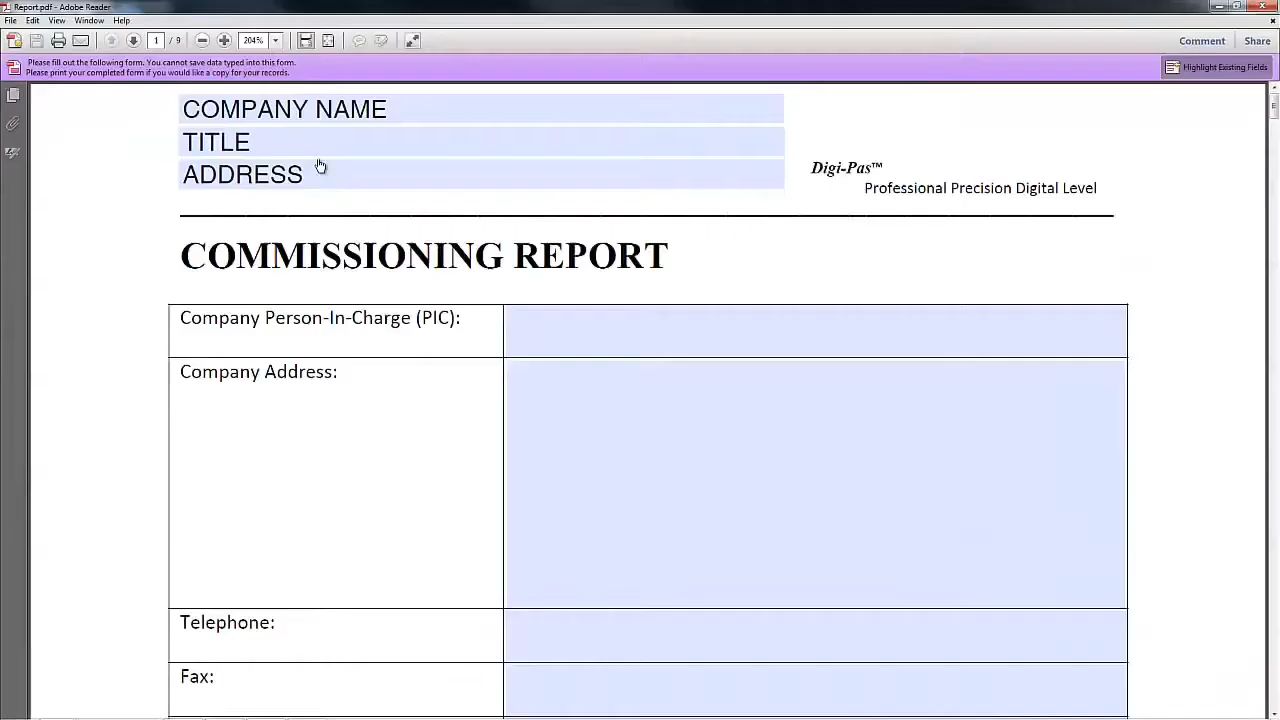 Report.pdf - Adobe Reader
File Edit View Window Help
1 / 9 204% Comment Share
Please fill out the following form. You cannot save data typed into this form.
Please print your completed form if you would like a copy for your records.
Highlight Existing Fields
COMPANY NAME
TITLE
ADDRESS
Digi-Pas™
Professional Precision Digital Level
COMMISSIONING REPORT
Company Person-In-Charge (PIC):
Company Address:
Telephone:
Fax: